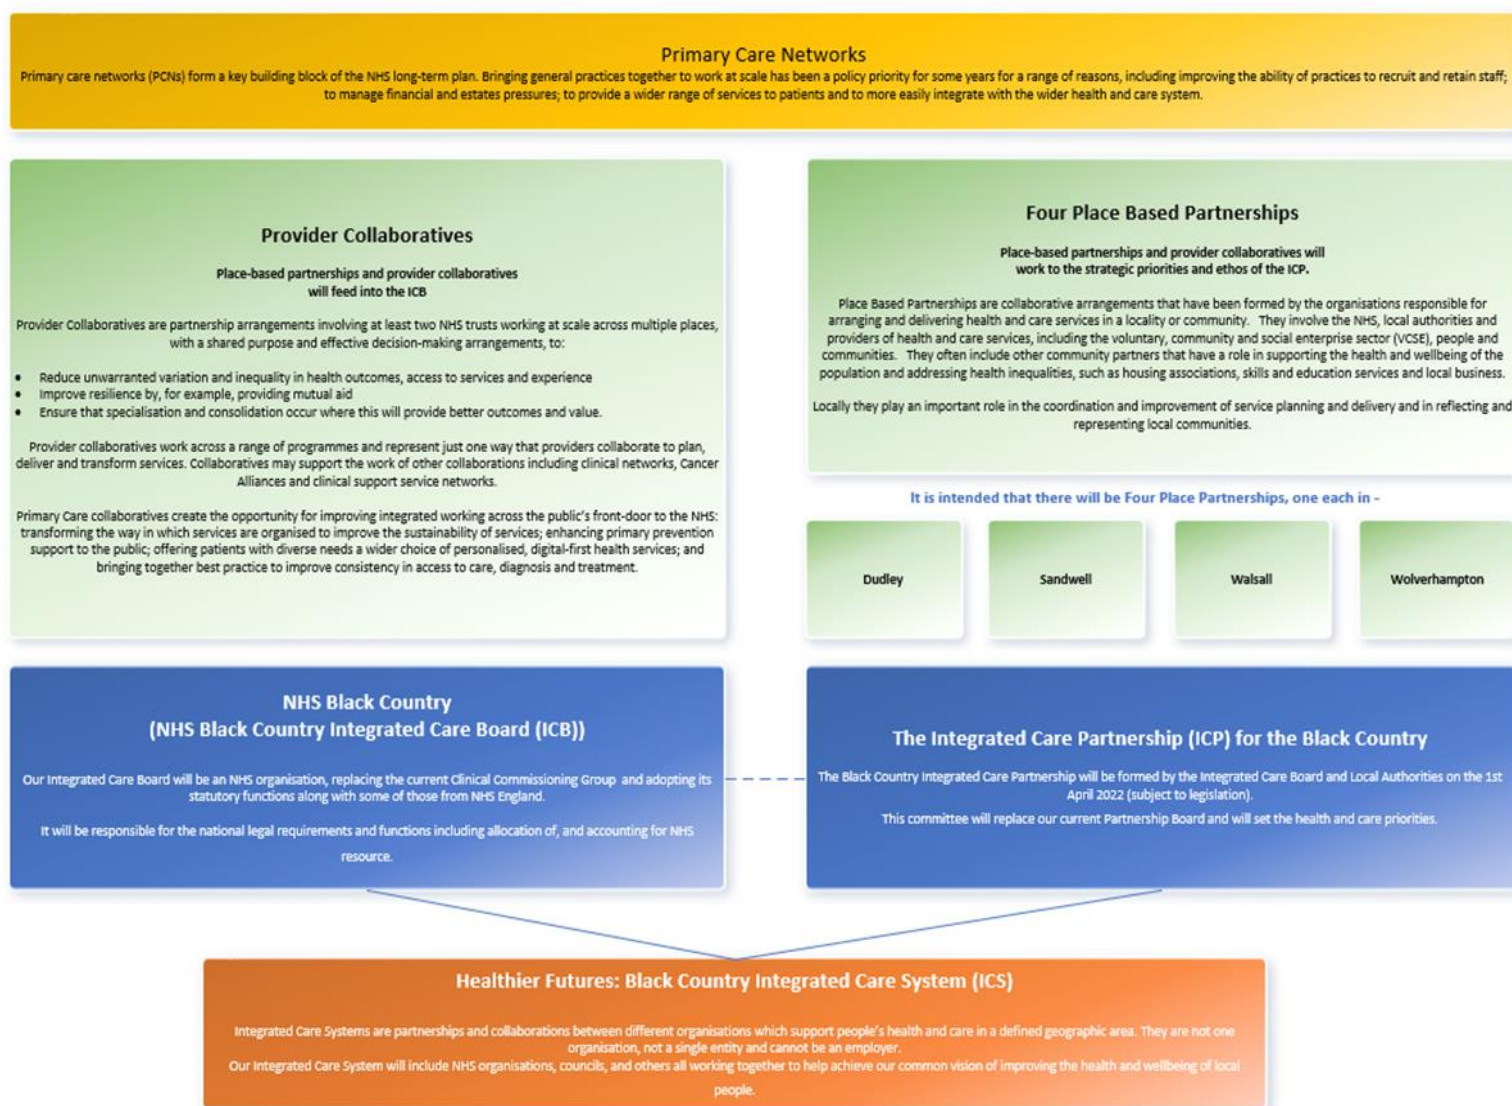 Primary Care Networks
Primary care networks (PCNs) form a key building block of the NHS long-term plan. Bringing general practices together to work at scale has been a policy priority for some years for a range of reasons, including improving the ability of practices to recruit and retain staff;
to manage financial and estates pressures; to provide a wider range of services to patients and to more easily integrate with the wider health and care system.
Provider Collaboratives
Place-based partnerships and provider collaboratives
will feed into the ICB
Provider Collaboratives are partnership arrangements involving at least two NHS trusts working at scale across multiple places,
with a shared purpose and effective decision-making arrangements, to:
• Reduce unwarranted variation and inequality in health outcomes, access to services and experience
• Improve resilience by, for example, providing mutual aid
• Ensure that specialisation and consolidation occur where this will provide better outcomes and value.
Provider collaboratives work across a range of programmes and represent just one way that providers collaborate to plan,
deliver and transform services. Collaboratives may support the work of other collaborations including clinical networks, Cancer
Alliances and clinical support service networks.
Primary Care collaboratives create the opportunity for improving integrated working across the public's front-door to the NHS:
transforming the way in which services are organised to improve the sustainability of services; enhancing primary prevention
support to the public; offering patients with diverse needs a wider choice of personalised, digital-first health services; and
bringing together best practice to improve consistency in access to care, diagnosis and treatment.
Four Place Based Partnerships
Place-based partnerships and provider collaboratives will
work to the strategic priorities and ethos of the ICP.
Place Based Partnerships are collaborative arrangements that have been formed by the organisations responsible for
arranging and delivering health and care services in a locality or community. They involve the NHS, local authorities and
providers of health and care services, including the voluntary, community and social enterprise sector (VCSE), people and
communities. They often include other community partners that have a role in supporting the health and wellbeing of the
population and addressing health inequalities, such as housing associations, skills and education services and local business.
Locally they play an important role in the coordination and improvement of service planning and delivery and in reflecting and
representing local communities.
It is intended that there will be Four Place Partnerships, one each in -
Dudley
Sandwell
Walsall
Wolverhampton
NHS Black Country
(NHS Black Country Integrated Care Board (ICB))
Our Integrated Care Board will be an NHS organisation, replacing the current Clinical Commissioning Group and adopting its
statutory functions along with some of those from NHS England.
It will be responsible for the national legal requirements and functions including allocation of, and accounting for NHS
resource.
The Integrated Care Partnership (ICP) for the Black Country
The Black Country Integrated Care Partnership will be formed by the Integrated Care Board and Local Authorities on the 1st
April 2022 (subject to legislation).
This committee will replace our current Partnership Board and will set the health and care priorities.
Healthier Futures: Black Country Integrated Care System (ICS)
Integrated Care Systems are partnerships and collaborations between different organisations which support people's health and care in a defined geographic area. They are not one
organisation, not a single entity and cannot be an employer.
Our Integrated Care System will include NHS organisations, councils, and others all working together to help achieve our common vision of improving the health and wellbeing of local
people.